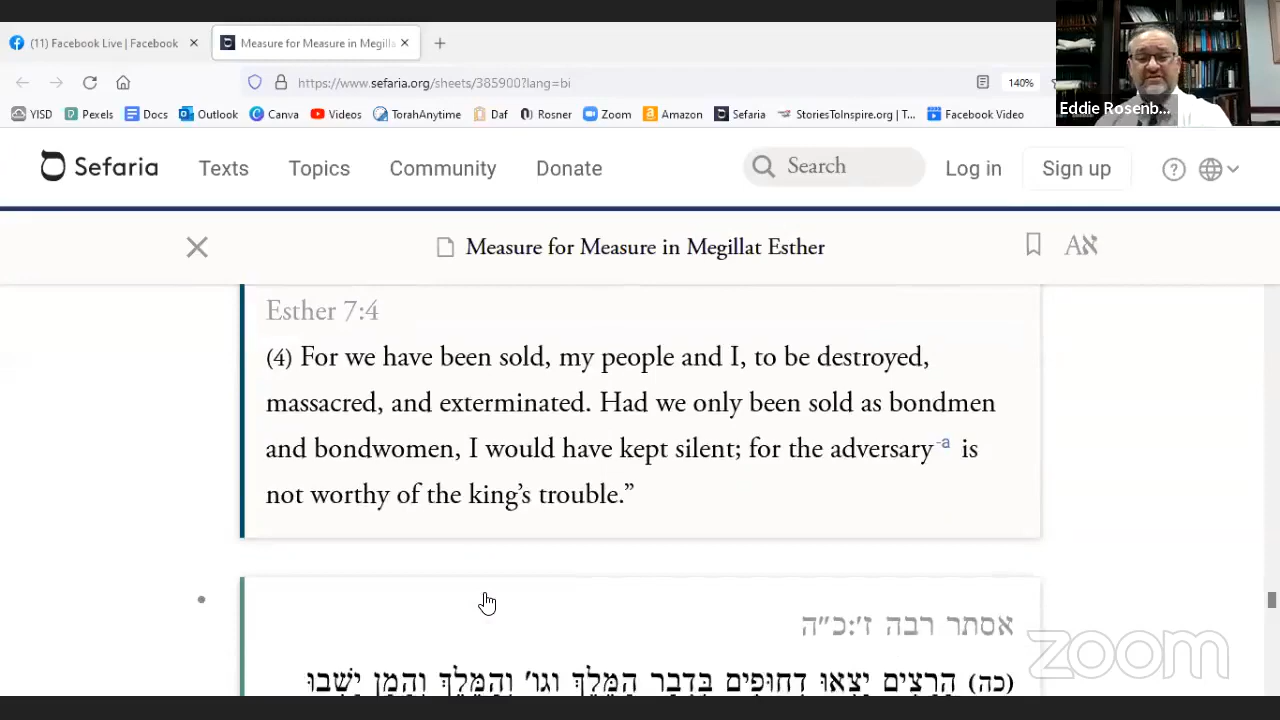 (11) Facebook Live | Facebook
Measure for Measure in Megilla
https://www.sefaria.org/sheets/385900?lang=bi
140%
YISD Pexels Docs Outlook Canva Videos TorahAnytime Daf Rosner Zoom Amazon Sefaria StoriesToInspire.org | T... Facebook Video
Eddie Rosenb...
Sefaria Texts Topics Community Donate Search Log in Sign up
Measure for Measure in Megillat Esther
Aא
Esther 7:4
(4) For we have been sold, my people and I, to be destroyed,
massacred, and exterminated. Had we only been sold as bondmen
and bondwomen, I would have kept silent; for the adversary -a is
not worthy of the king’s trouble.”
אסתר רבה ז׳:כ״ה
(כה) הָרָצִים יָצְאוּ דְחוּפִים בִּדְבַר הַמֶּלֶךְ וגו' וְהַמֶּלֶךְ וְהָמָן יָשְׁבוּ
zoom